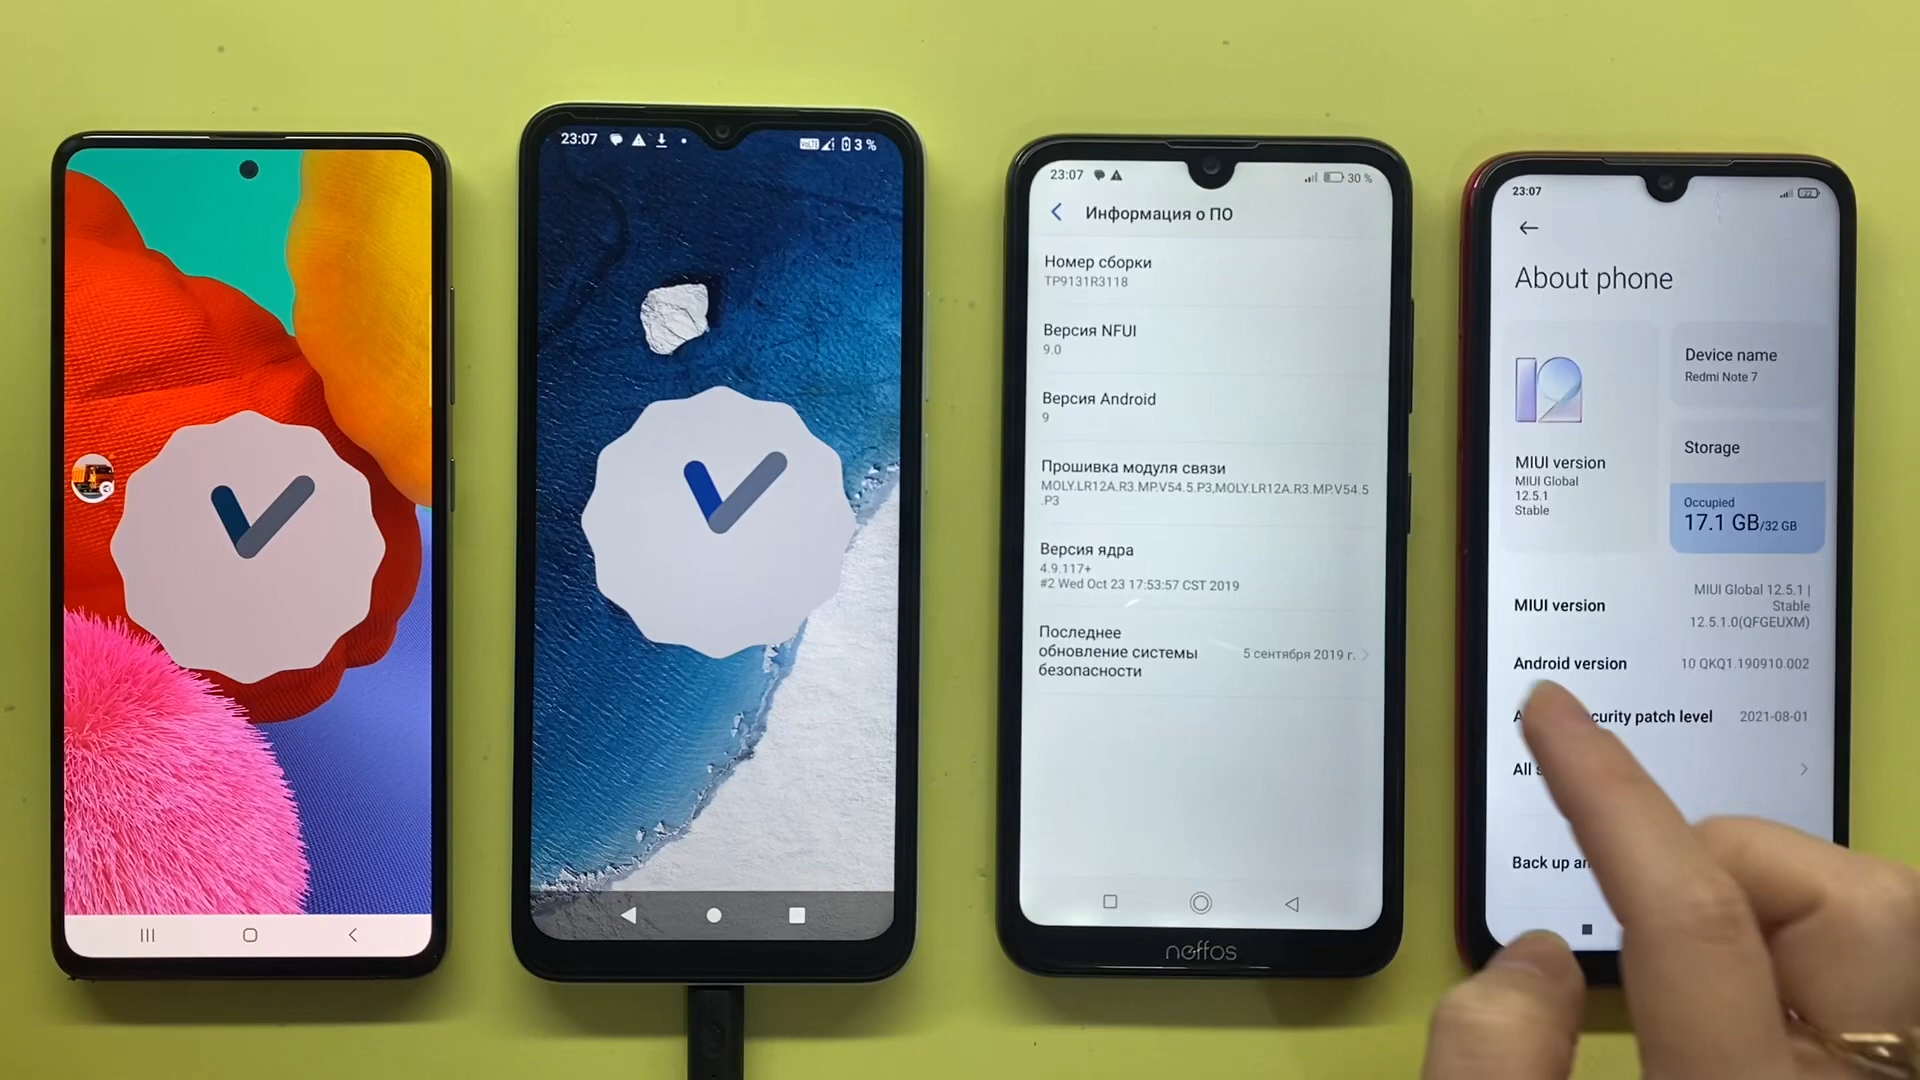 23:07
VoLTE
3 %
23:07
30 %
Информация о ПО
Номер сборки
TP9131R3118
Версия NFUI
9.0
Версия Android
9
Прошивка модуля связи
MOLY.LR12A.R3.MP.V54.5.P3,MOLY.LR12A.R3.MP.V54.5
.P3
Версия ядра
4.9.117+
#2 Wed Oct 23 17:53:57 CST 2019
Последнее
обновление системы
безопасности
5 сентября 2019 г.
neffos
23:07
22
About phone
Device name
Redmi Note 7
MIUI version
MIUI Global
12.5.1
Stable
Storage
Occupied
17.1 GB/32 GB
MIUI version
MIUI Global 12.5.1 |
Stable
12.5.1.0(QFGEUXM)
Android version
10 QKQ1.190910.002
patch level
2021-08-01
All
Back up